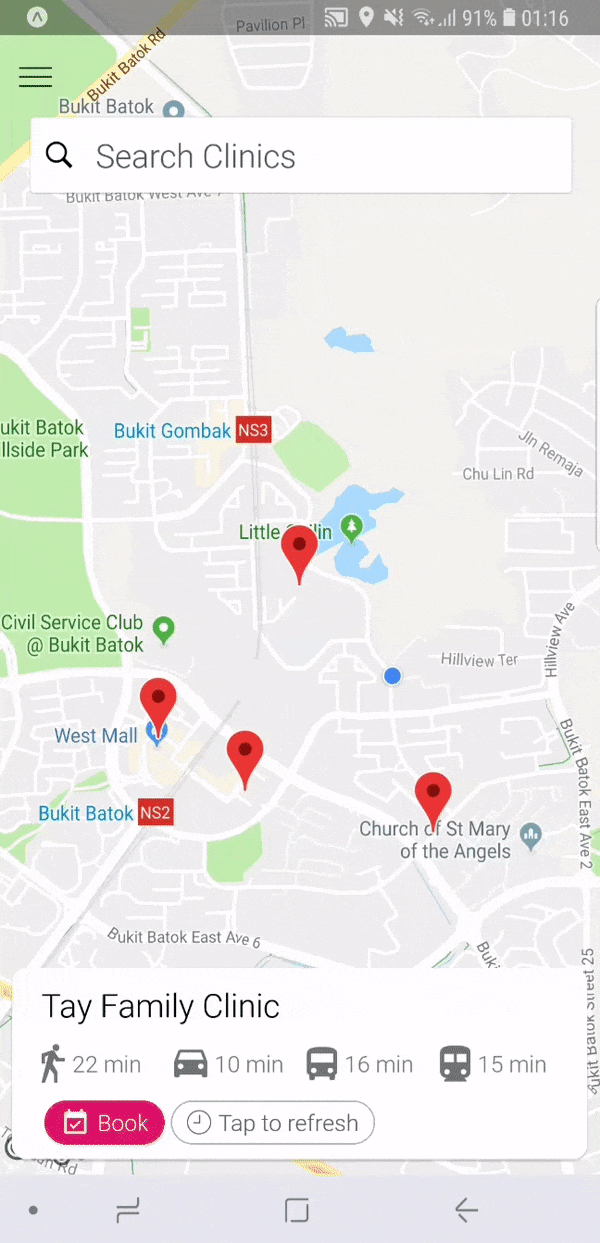 Pavilion Pl
91% 01:16
Bukit Batok Rd
Bukit Batok
Search Clinics
Bukit Batok West Ave
ukit Batok
llside Park
Bukit Gombak NS3
Jln Remaja
Chu Lin Rd
Little
lin
Civil Service Club
@ Bukit Batok
Hillview Ave
Hillview Ter
West Mall
Bukit Batok East Ave 2
Bukit Batok NS2
Church of St Mary
of the Angels
Bukit Batok East Ave 6
Buk
Bukit Batok Street 25
Tay Family Clinic
22 min 10 min 16 min 15 min
Book Tap to refresh
Rd